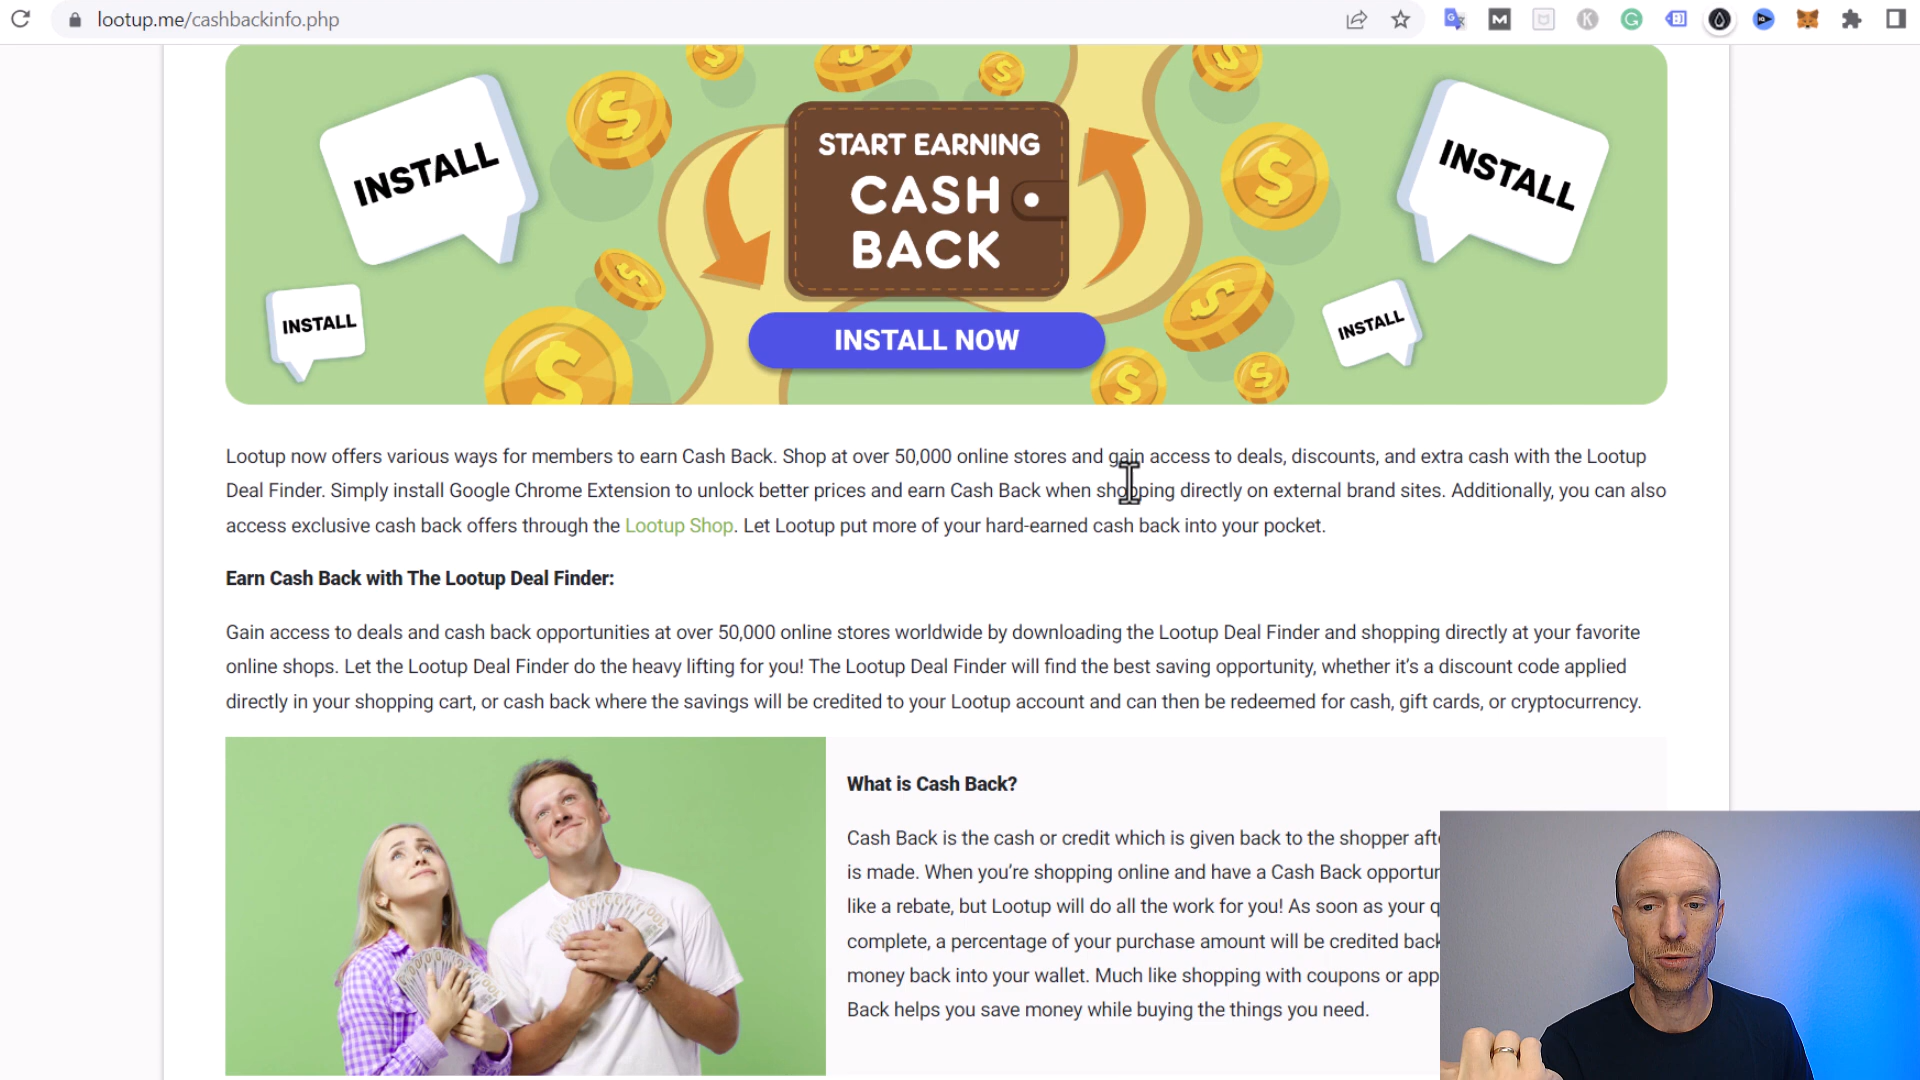 lootup.me/cashbackinfo.php
INSTALL
START EARNING
CASH
BACK
INSTALL
INSTALL
INSTALL NOW
INSTALL
Lootup now offers various ways for members to earn Cash Back. Shop at over 50,000 online stores and gain access to deals, discounts, and extra cash with the Lootup
Deal Finder. Simply install Google Chrome Extension to unlock better prices and earn Cash Back when shopping directly on external brand sites. Additionally, you can also
access exclusive cash back offers through the Lootup Shop. Let Lootup put more of your hard-earned cash back into your pocket.
Earn Cash Back with The Lootup Deal Finder:
Gain access to deals and cash back opportunities at over 50,000 online stores worldwide by downloading the Lootup Deal Finder and shopping directly at your favorite
online shops. Let the Lootup Deal Finder do the heavy lifting for you! The Lootup Deal Finder will find the best saving opportunity, whether it's a discount code applied
directly in your shopping cart, or cash back where the savings will be credited to your Lootup account and can then be redeemed for cash, gift cards, or cryptocurrency.
What is Cash Back?
Cash Back is the cash or credit which is given back to the shopper
is made. When you're shopping online and have a Cash Back
like a rebate, but Lootup will do all the work for you! As soon as your
complete, a percentage of your purchase amount will be credited back
money back into your wallet. Much like shopping with coupons or
Back helps you save money while buying the things you need.